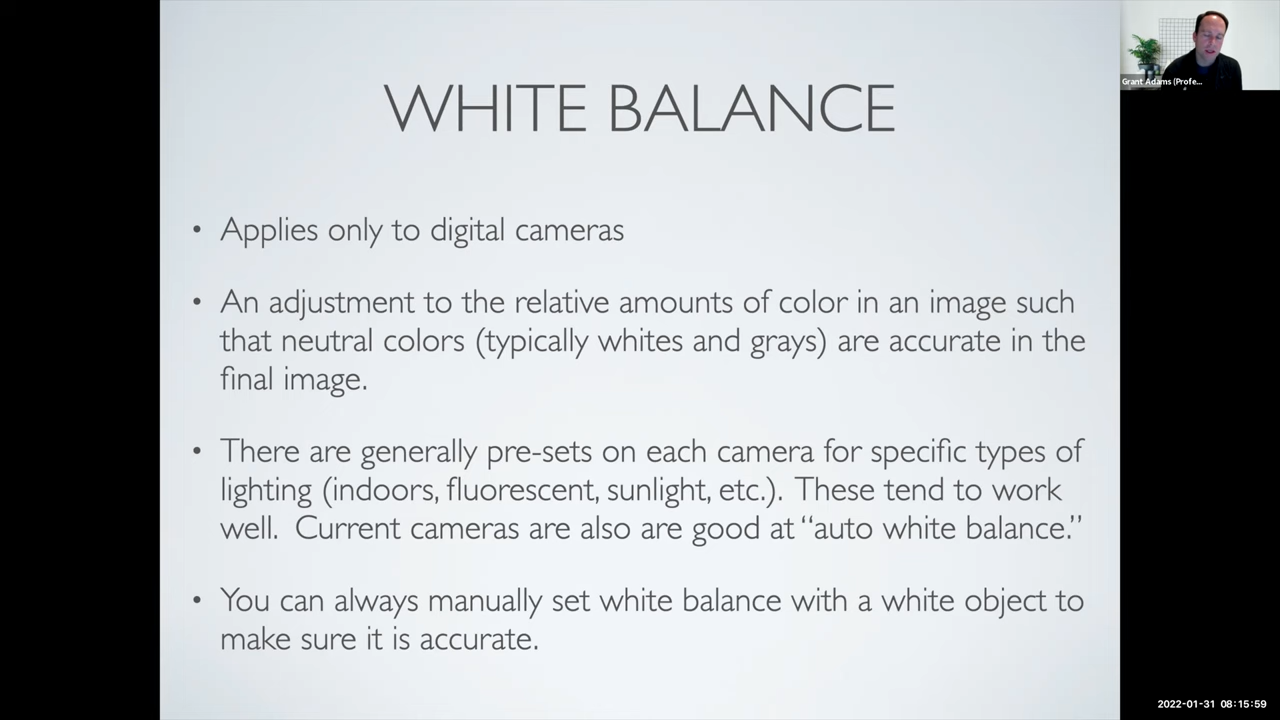 WHITE BALANCE
• Applies only to digital cameras
• An adjustment to the relative amounts of color in an image such
that neutral colors (typically whites and grays) are accurate in the
final image.
• There are generally pre-sets on each camera for specific types of
lighting (indoors, fluorescent, sunlight, etc.).  These tend to work
well.  Current cameras are also are good at “auto white balance.”
• You can always manually set white balance with a white object to
make sure it is accurate.
Grant Adams (Profe...
2022-01-31 08:15:59